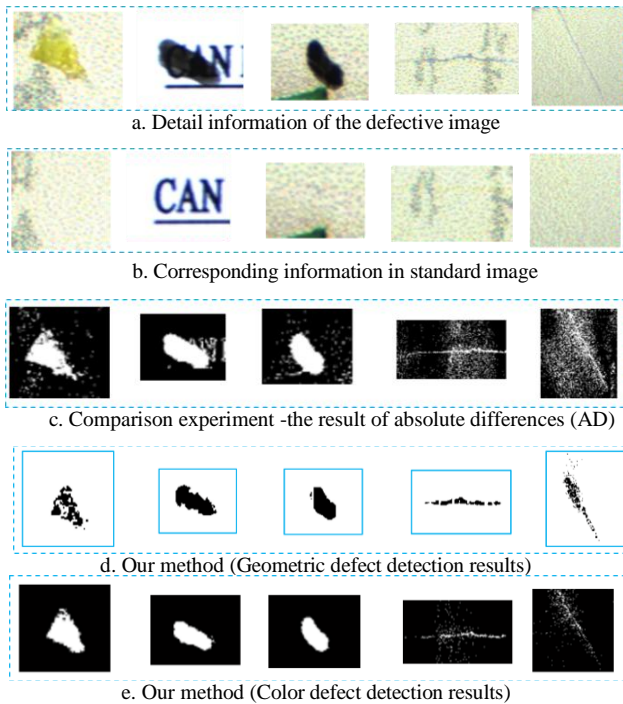 CAN
a. Detail information of the defective image
CAN
b. Corresponding information in standard image
c. Comparison experiment -the result of absolute differences (AD)
d. Our method (Geometric defect detection results)
e. Our method (Color defect detection results)